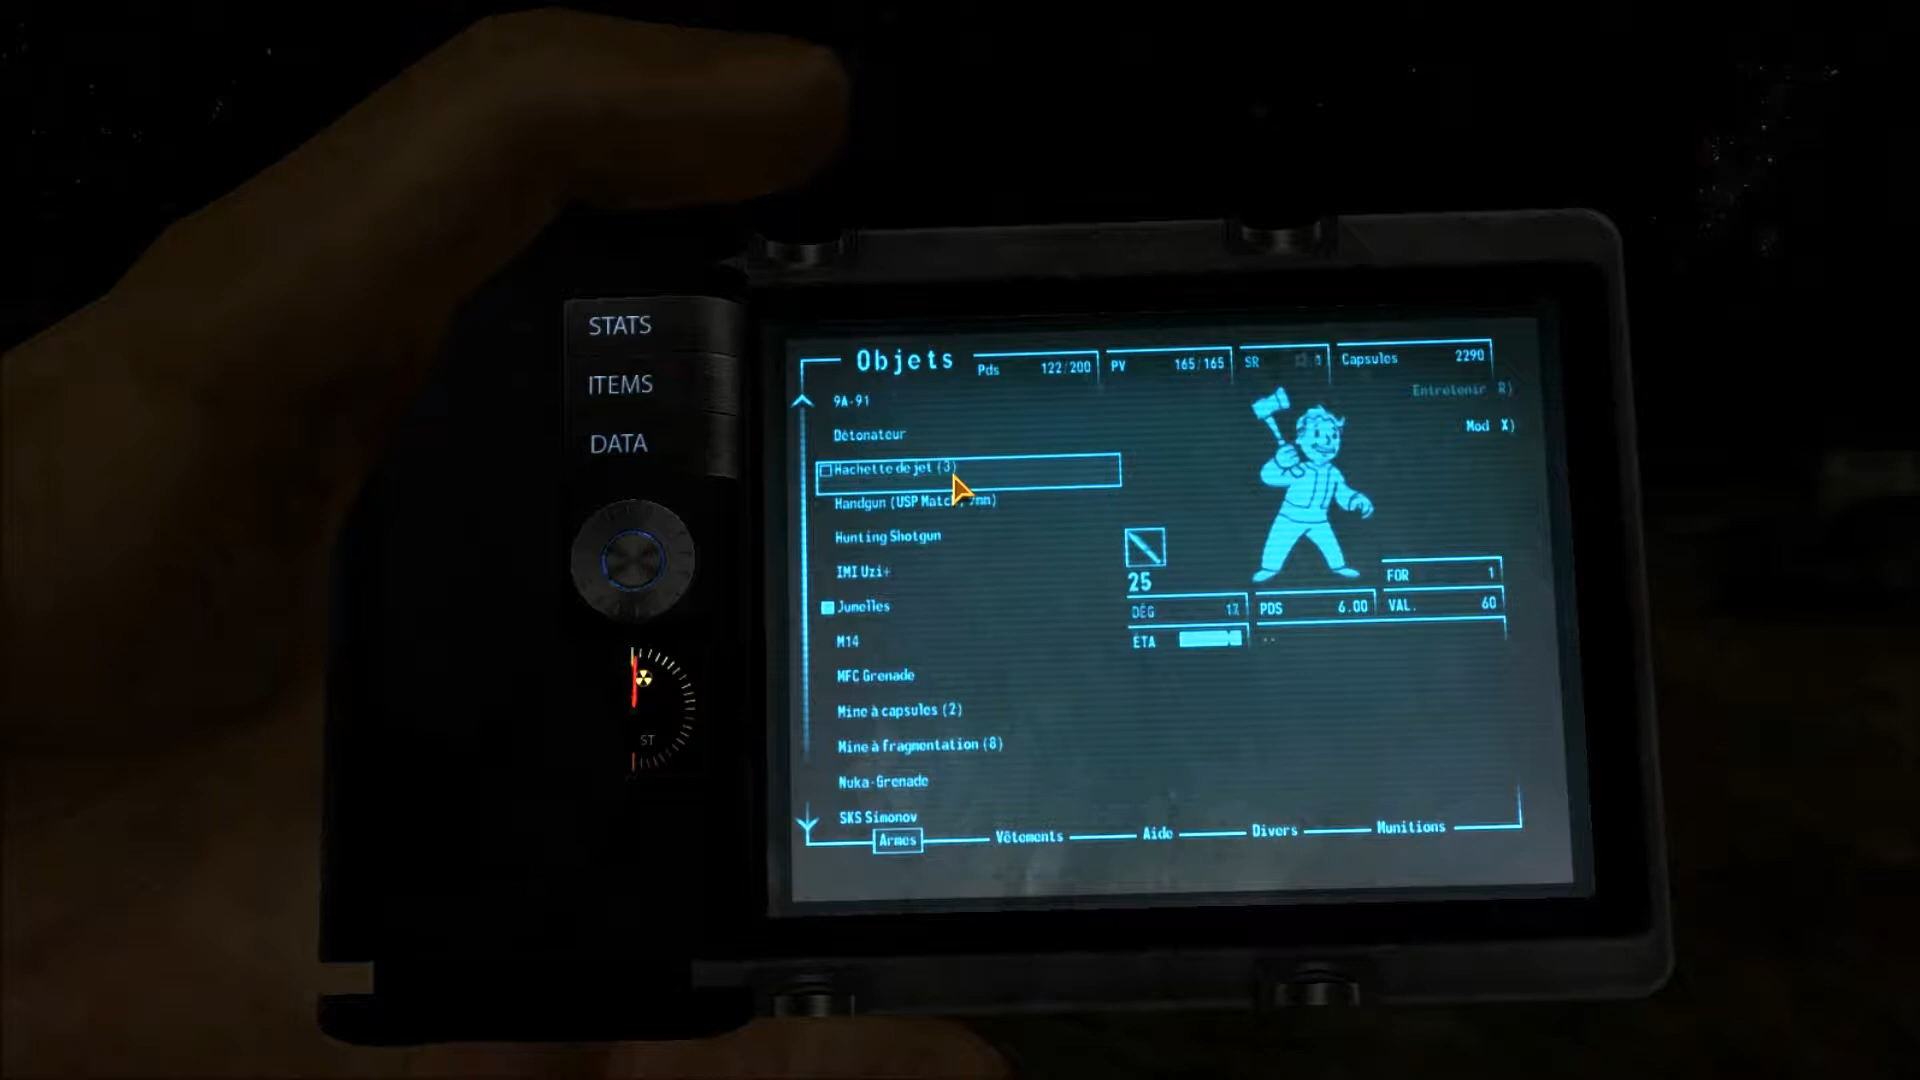 STATS
ITEMS
DATA
ST
Objets
Pds 122/200
PV 165/165
SR
Capsules 2290
Entretenir R)
Mod X)
9A-91
Détonateur
Hachette de jet (3)
Handgun (USP Match, mm)
Hunting Shotgun
IMI Uzi+
Jumelles
M14
MFC Grenade
Mine à capsules (2)
Mine à fragmentation (8)
Nuka-Grenade
SKS Simonov
25
FOR 1
DÉG
PDS 6.00
VAL. 60
ÉTA
--
Armes
Vêtements
Aide
Divers
Munitions